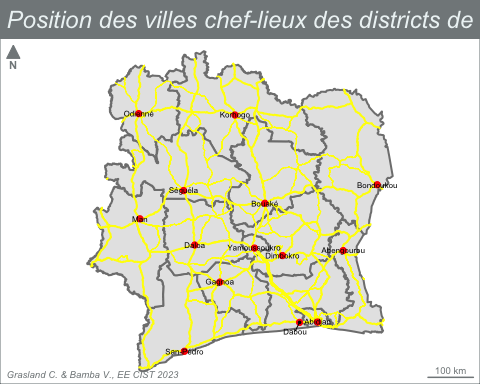 Position des villes chef-lieux des districts de
N
Odienné
Korhogo
Bondoukou
Séguéla
Bouaké
Man
Daloa
Yamoussoukro
Dimbokro
Abengourou
Gagnoa
Abidjan
Dabou
San-Pédro
Grasland C. & Bamba V., EE CIST 2023
100 km